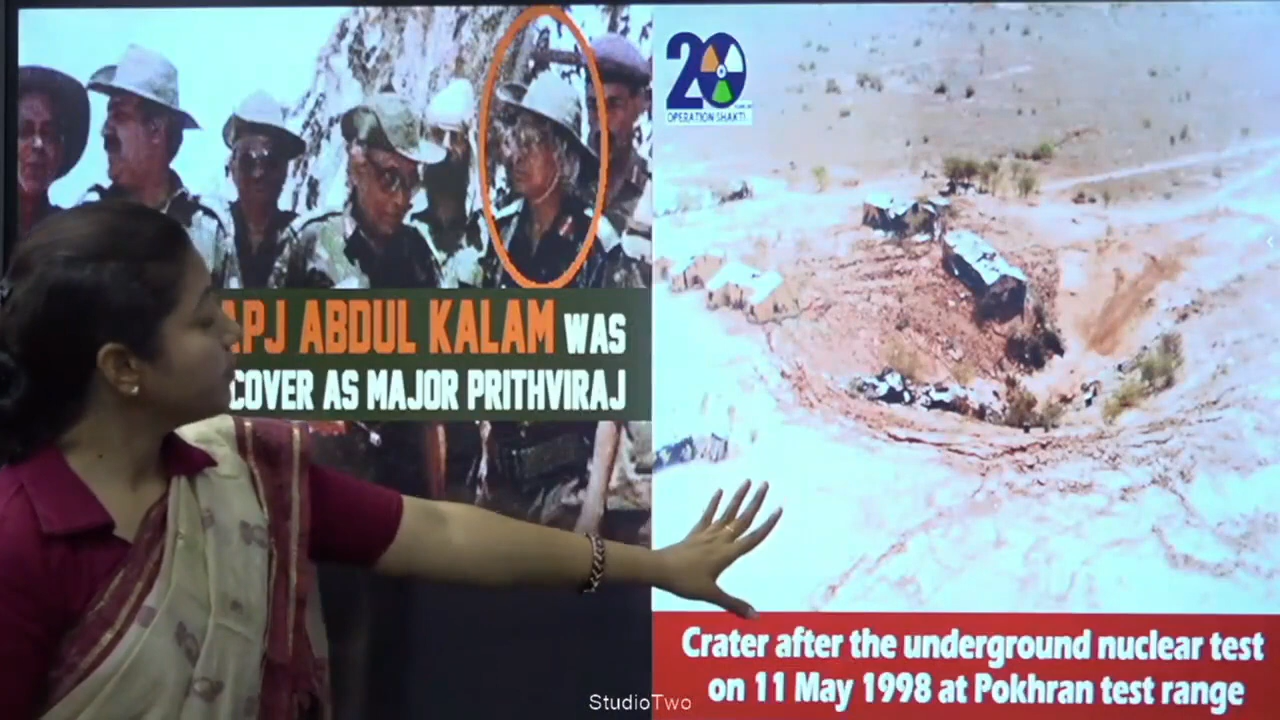 APJ ABDUL KALAM WAS
COVER AS MAJOR PRITHVIRAJ
20
OPERATION SHAKTI
Crater after the underground nuclear test
on 11 May 1998 at Pokhran test range
StudioTwo